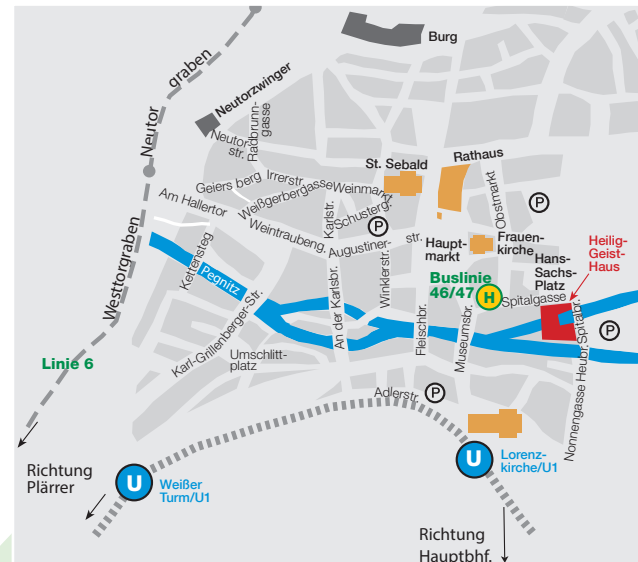 Burg
graben
Neutor
Neutorzwinger
Radbrunn-
gasse
Neutor-
str.
St. Sebald
Rathaus
Geiers berg
Irrerstr.
Weißgerbergasse
Weinmarkt
Am Hallertor
Karlstr.
Schusterg.
P
Obstmarkt
P
Weintraubeng.
Augustiner-
str.
Haupt-
markt
Frauen-
kirche
Heilig-
Geist-
Haus
Hans-
Sachs-
Platz
Westtorgraben
Kettensteg
Pegnitz
Winklerstr.
Buslinie
46/47
H
Spitalgasse
An der Karlsbr.
Fleischbr.
Museumsbr.
Heubr.
Spitalbr.
P
Karl-Grillenberger-Str.
Umschlitt-
platz
Linie 6
Adlerstr.
P
Nonnengasse
Richtung
Plärrer
U
Weißer
Turm/U1
U
Lorenz-
kirche/U1
Richtung
Hauptbhf.